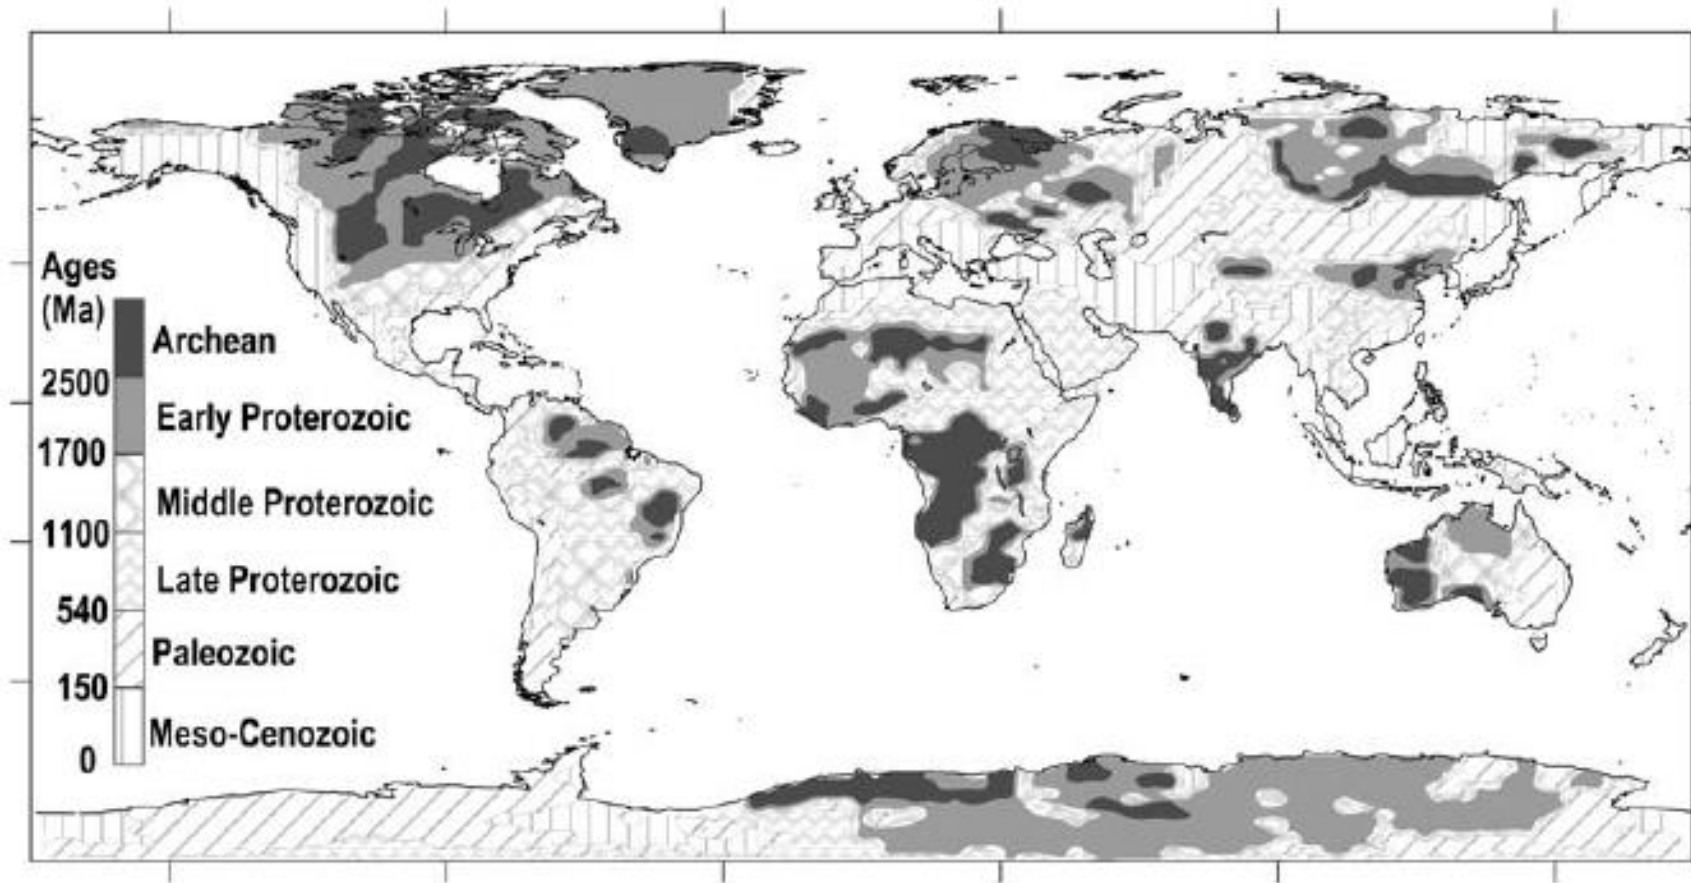 Ages
(Ma)
Archean
2500
Early Proterozoic
1700
Middle Proterozoic
1100
Late Proterozoic
540
Paleozoic
150
Meso-Cenozoic
0